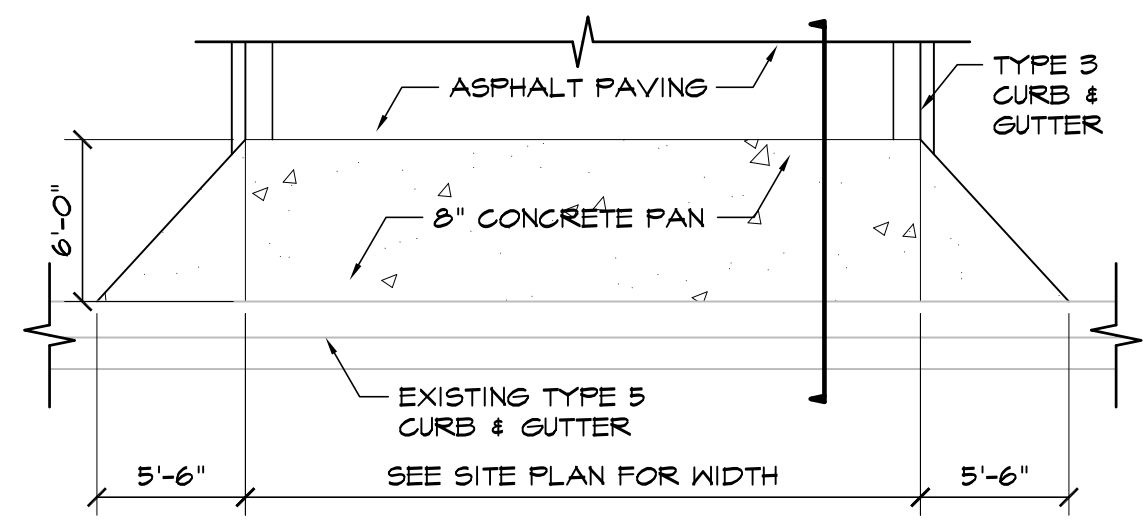 ASPHALT PAVING
TYPE 3
CURB &
GUTTER
6'-0"
8" CONCRETE PAN
EXISTING TYPE 5
CURB & GUTTER
5'-6"
SEE SITE PLAN FOR WIDTH
5'-6"